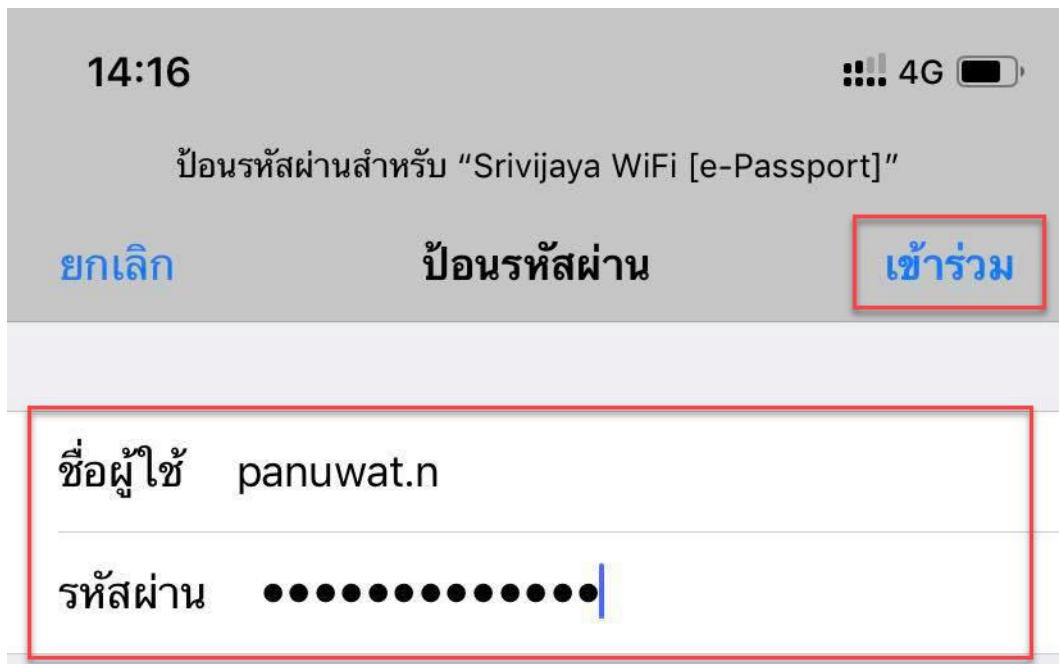 14:16 4G
ป้อนรหัสผ่านสำหรับ “Srivijaya WiFi [e-Passport]”
ยกเลิก ป้อนรหัสผ่าน เข้าร่วม
ชื่อผู้ใช้ panuwat.n
รหัสผ่าน •••••••••••••